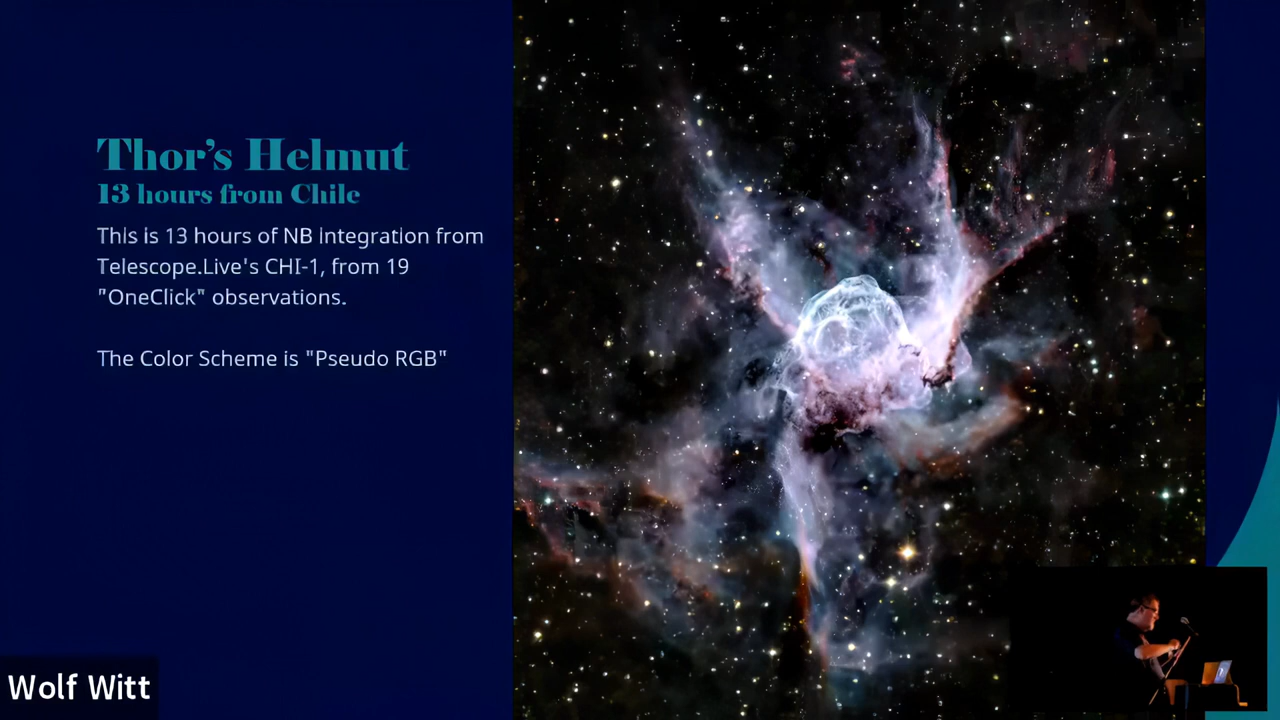 Thor's Helmut
13 hours from Chile
This is 13 hours of NB integration from
Telescope.Live's CHI-1, from 19
"OneClick" observations.
The Color Scheme is "Pseudo RGB"
Wolf Witt